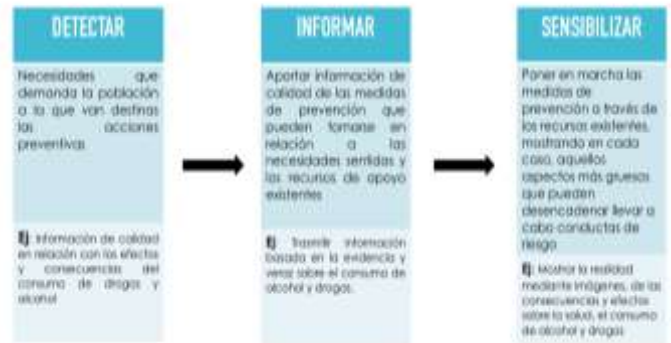 DETECTAR
Necesidades que
demanda la población
a la que van destinas
las acciones
preventivas
Ej: Información de calidad
en relación con los efectos
y consecuencias del
consumo de drogas y
alcohol
INFORMAR
Aportar información de
calidad de las medidas
de prevención que
pueden tomarse en
relación a las
necesidades sentidas y
los recursos de apoyo
existentes
Ej: Trasmitir información
basada en la evidencia y
veraz sobre el consumo de
alcohol y drogas.
SENSIBILIZAR
Poner en marcha las
medidas de
prevención a través de
los recursos existentes,
mostrando en cada
caso, aquellos
aspectos más gruesos
que pueden
desencadenar llevar a
cabo conductas de
riesgo
Ej: Mostrar la realidad
mediante imágenes, de las
consecuencias y efectos
sobre la salud, el consumo
de alcohol y drogas